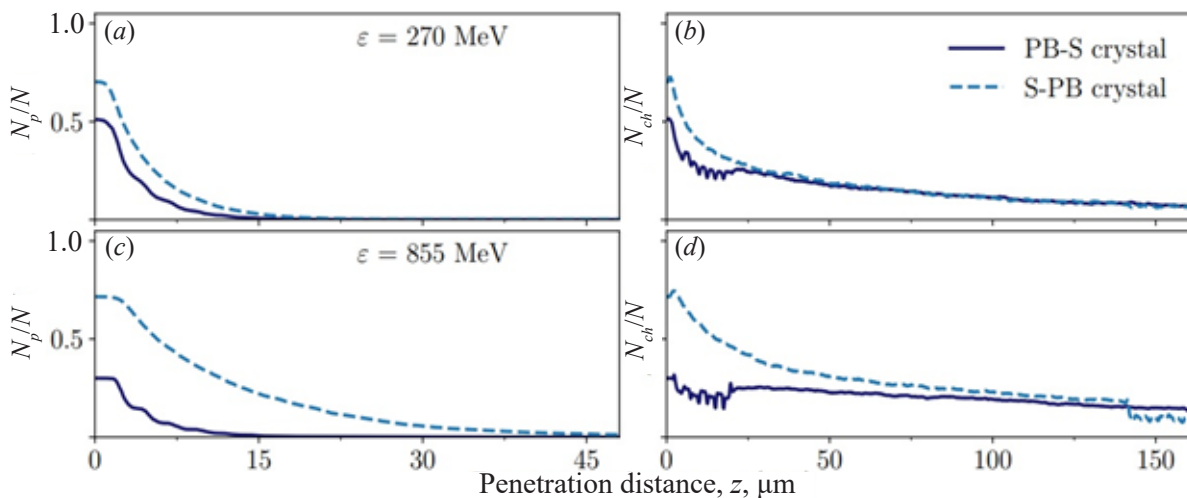 1.0
(a)
ε = 270 MeV
N_p/N
0.5
(b)
N_ch/N
PB-S crystal
S-PB crystal
1.0
(c)
ε = 855 MeV
N_p/N
0.5
0
15
30
45
(d)
N_ch/N
0
50
100
150
Penetration distance, z, μm